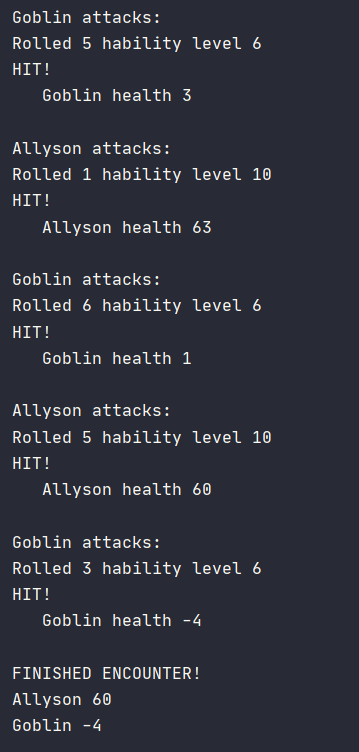 Goblin attacks:
Rolled 5 hability level 6
HIT!
Goblin health 3
Allyson attacks:
Rolled 1 hability level 10
HIT!
Allyson health 63
Goblin attacks:
Rolled 6 hability level 6
HIT!
Goblin health 1
Allyson attacks:
Rolled 5 hability level 10
HIT!
Allyson health 60
Goblin attacks:
Rolled 3 hability level 6
HIT!
Goblin health -4
FINISHED ENCOUNTER!
Allyson 60
Goblin -4